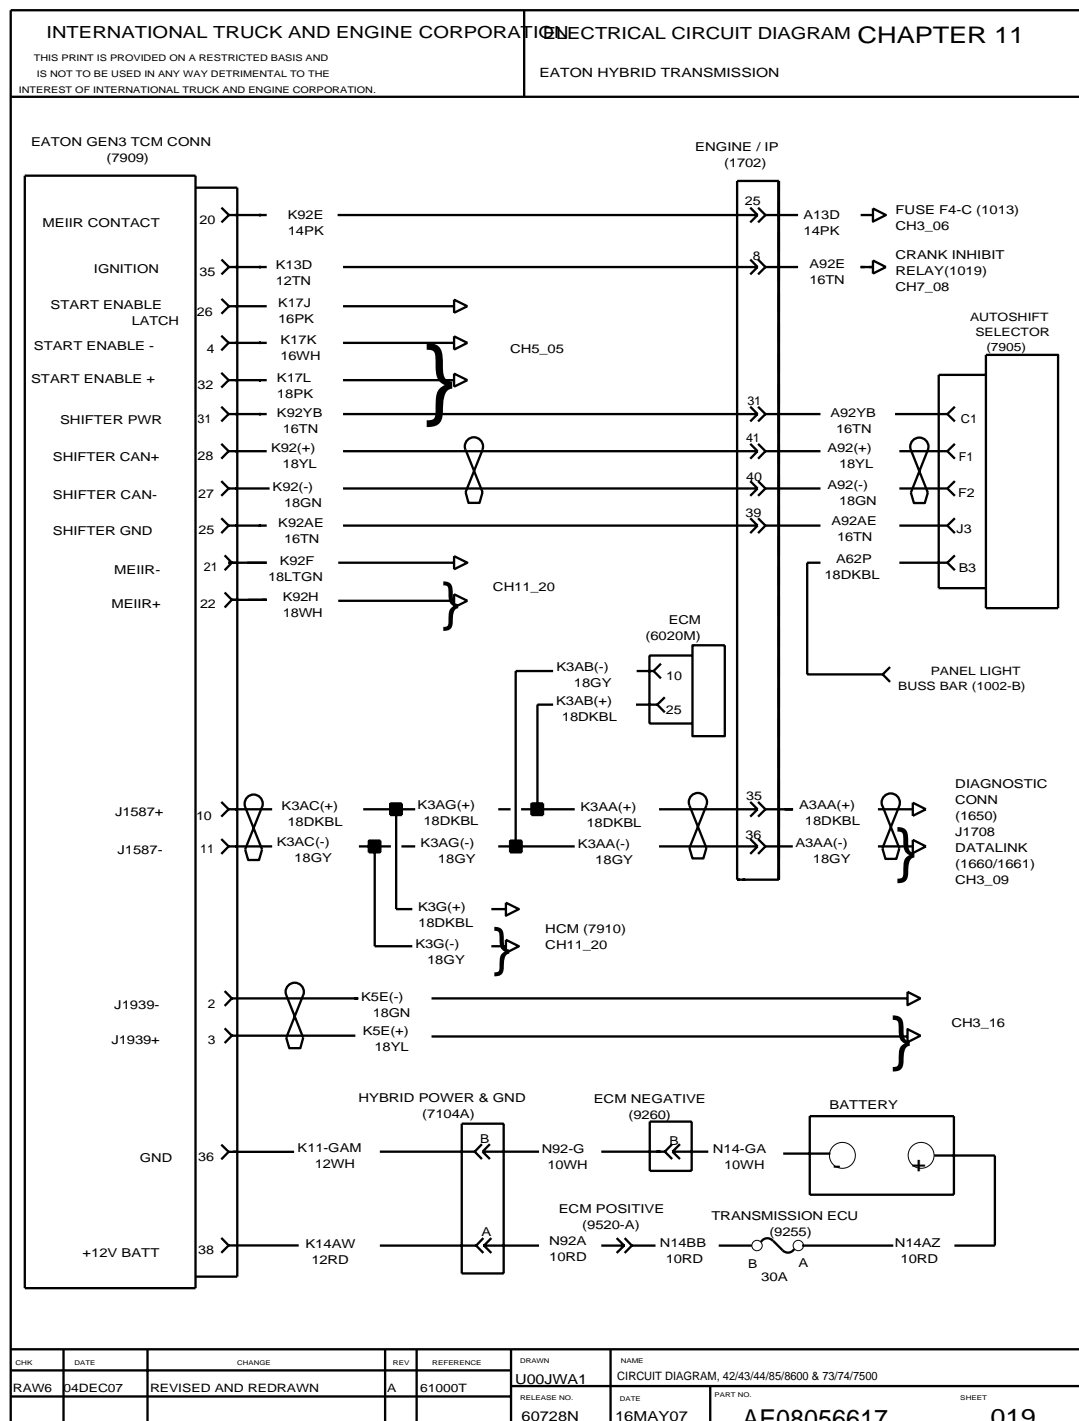 INTERNATIONAL TRUCK AND ENGINE CORPORATION
ELECTRICAL CIRCUIT DIAGRAM CHAPTER 11
THIS PRINT IS PROVIDED ON A RESTRICTED BASIS AND
IS NOT TO BE USED IN ANY WAY DETRIMENTAL TO THE
INTEREST OF INTERNATIONAL TRUCK AND ENGINE CORPORATION.
EATON HYBRID TRANSMISSION
EATON GEN3 TCM CONN
(7909)
ENGINE / IP
(1702)
MEIIR CONTACT 20 K92E 25 A13D FUSE F4-C (1013)
14PK 14PK CH3_06
IGNITION 35 K13D 8 A92E CRANK INHIBIT
12TN 16TN RELAY(1019)
CH7_08
START ENABLE 26 K17J
LATCH 16PK
AUTOSHIFT
SELECTOR
(7905)
START ENABLE - 4 K17K CH5_05
16WH
START ENABLE + 32 K17L
18PK
SHIFTER PWR 31 K92YB 31 A92YB C1
16TN 16TN
SHIFTER CAN+ 28 K92(+) 41 A92(+) F1
18YL 18YL
SHIFTER CAN- 27 K92(-) 40 A92(-) F2
18GN 18GN
SHIFTER GND 25 K92AE 39 A92AE J3
16TN 16TN
MEIIR- 21 K92F A62P B3
18LTGN 18DKBL
MEIIR+ 22 K92H CH11_20
18WH
ECM
(6020M)
K3AB(-) 10
18GY
K3AB(+) 25
18DKBL
PANEL LIGHT
BUSS BAR (1002-B)
J1587+ 10 K3AC(+) K3AG(+) K3AA(+) 35 A3AA(+)
18DKBL 18DKBL 18DKBL 18DKBL
J1587- 11 K3AC(-) K3AG(-) K3AA(-) 36 A3AA(-)
18GY 18GY 18GY 18GY
DIAGNOSTIC
CONN
(1650)
J1708
DATALINK
(1660/1661)
CH3_09
K3G(+)
18DKBL
K3G(-)
18GY
HCM (7910)
CH11_20
J1939- 2 K5E(-)
18GN
J1939+ 3 K5E(+) CH3_16
18YL
HYBRID POWER & GND
(7104A)
ECM NEGATIVE
(9260)
BATTERY
GND 36 K11-GAM B N92-G B N14-GA - +
12WH 10WH 10WH
ECM POSITIVE
(9520-A)
TRANSMISSION ECU
(9255)
+12V BATT 38 K14AW A N92A N14BB B A N14AZ
12RD 10RD 10RD 30A 10RD
CHK DATE CHANGE REV REFERENCE DRAWN NAME
RAW6 04DEC07 REVISED AND REDRAWN A 61000T U00JWA1 CIRCUIT DIAGRAM, 42/43/44/85/8600 & 73/74/7500
RELEASE NO. DATE PART NO. SHEET
60728N 16MAY07 AE08056617 019